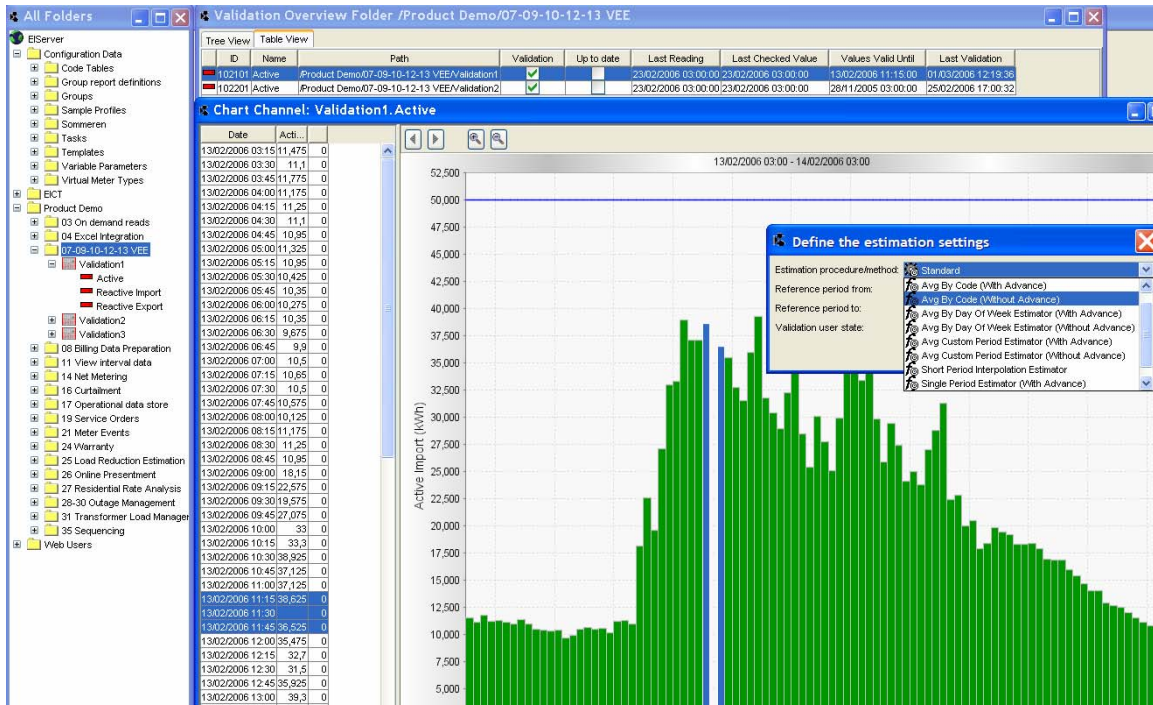 All Folders
EIServer
Configuration Data
Code Tables
Group report definitions
Groups
Sample Profiles
Sommeren
Tasks
Templates
Variable Parameters
Virtual Meter Types
EICT
Product Demo
03 On demand reads
04 Excel Integration
07-09-10-12-13 VEE
Validation1
Active
Reactive Import
Reactive Export
Validation2
Validation3
08 Billing Data Preparation
11 View interval data
14 Net Metering
16 Curtailment
17 Operational data store
19 Service Orders
21 Meter Events
24 Warranty
25 Load Reduction Estimation
26 Online Presentment
27 Residential Rate Analysis
28-30 Outage Management
31 Transformer Load Manager
35 Sequencing
Web Users
Validation Overview Folder /Product Demo/07-09-10-12-13 VEE
Tree View Table View
ID Name Path Validation Up to date Last Reading Last Checked Value Values Valid Until Last Validation
102101 Active /Product Demo/07-09-10-12-13 VEE/Validation1 23/02/2006 03:00:00 23/02/2006 03:00:00 13/02/2006 11:15:00 01/03/2006 12:19:36
102201 Active /Product Demo/07-09-10-12-13 VEE/Validation2 23/02/2006 03:00:00 23/02/2006 03:00:00 28/11/2005 03:00:00 25/02/2006 17:00:32
Chart Channel: Validation1.Active
Date Acti...
13/02/2006 03:15 11,475 0
13/02/2006 03:30 11,1 0
13/02/2006 03:45 11,775 0
13/02/2006 04:00 11,175 0
13/02/2006 04:15 11,25 0
13/02/2006 04:30 11,1 0
13/02/2006 04:45 10,95 0
13/02/2006 05:00 11,325 0
13/02/2006 05:15 10,95 0
13/02/2006 05:30 10,425 0
13/02/2006 05:45 10,35 0
13/02/2006 06:00 10,275 0
13/02/2006 06:15 10,35 0
13/02/2006 06:30 9,675 0
13/02/2006 06:45 9,9 0
13/02/2006 07:00 10,5 0
13/02/2006 07:15 10,65 0
13/02/2006 07:30 10,5 0
13/02/2006 07:45 10,575 0
13/02/2006 08:00 10,125 0
13/02/2006 08:15 11,175 0
13/02/2006 08:30 11,25 0
13/02/2006 08:45 10,95 0
13/02/2006 09:00 18,15 0
13/02/2006 09:15 22,575 0
13/02/2006 09:30 19,575 0
13/02/2006 09:45 27,075 0
13/02/2006 10:00 33 0
13/02/2006 10:15 33,3 0
13/02/2006 10:30 38,925 0
13/02/2006 10:45 37,125 0
13/02/2006 11:00 37,125 0
13/02/2006 11:15 38,625 0
13/02/2006 11:30 0
13/02/2006 11:45 36,525 0
13/02/2006 12:00 35,475 0
13/02/2006 12:15 32,7 0
13/02/2006 12:30 31,5 0
13/02/2006 12:45 35,925 0
13/02/2006 13:00 39,3 0
13/02/2006 03:00 - 14/02/2006 03:00
Active Import (kWh)
52,500
50,000
47,500
45,000
42,500
40,000
37,500
35,000
32,500
30,000
27,500
25,000
22,500
20,000
17,500
15,000
12,500
10,000
7,500
5,000
Define the estimation settings
Estimation procedure/method: Standard
Reference period from:
Reference period to:
Validation user state:
Avg By Code (With Advance)
Avg By Code (Without Advance)
Avg By Day Of Week Estimator (With Advance)
Avg By Day Of Week Estimator (Without Advance)
Avg Custom Period Estimator (With Advance)
Avg Custom Period Estimator (Without Advance)
Short Period Interpolation Estimator
Single Period Estimator (With Advance)